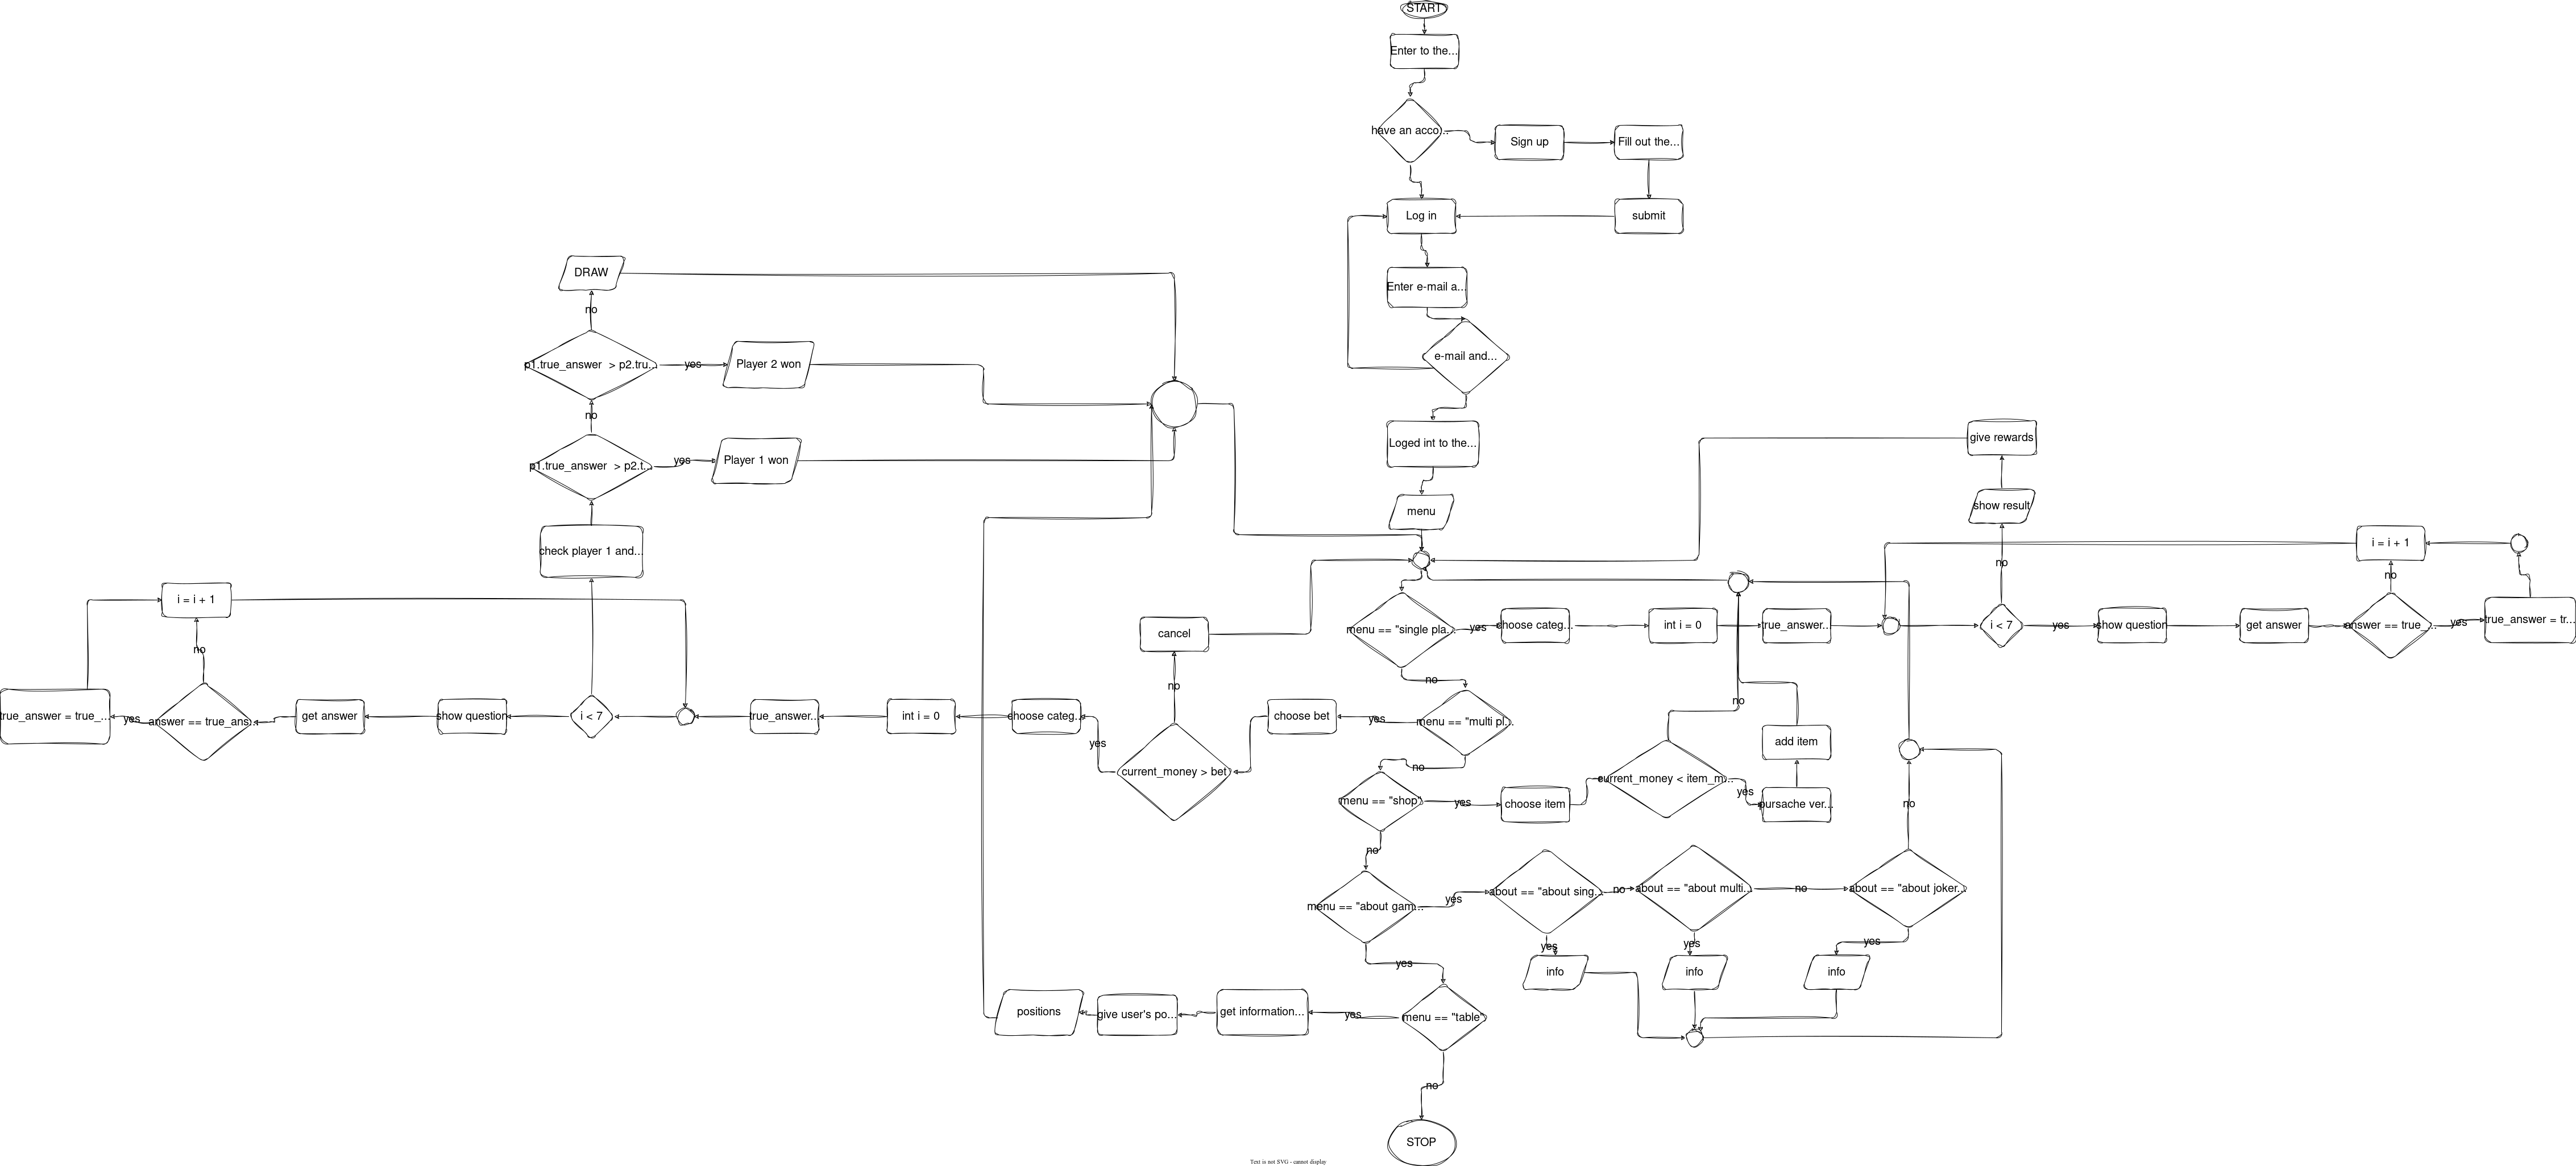 START
Enter to the...
have an acco...
Sign up
Fill out the...
Log in
submit
DRAW
Enter e-mail a...
no
e-mail and...
p1.true_answer > p2.tru...
yes
Player 2 won
no
Loged int to the...
give rewards
p1.true_answer > p2.t...
yes
Player 1 won
menu
show result
check player 1 and...
i = i + 1
no
no
i = i + 1
cancel
menu == "single pla...
yes
choose categ...
int i = 0
true_answer...
i < 7
yes
show question
get answer
answer == true_...
yes
true_answer = tr...
no
no
no
no
true_answer = true_...
yes
answer == true_ans...
get answer
show question
i < 7
true_answer...
int i = 0
choose categ...
yes
choose bet
yes
menu == "multi pl...
add item
current_money > bet
no
current_money < item_m...
yes
menu == "shop"
yes
choose item
pursache ver...
no
no
menu == "about gam...
yes
about == "about sing...
no
about == "about multi...
no
about == "about joker...
yes
yes
yes
yes
info
info
info
positions
give user's po...
get information...
yes
menu == "table"
no
STOP
Text is not SVG - cannot display